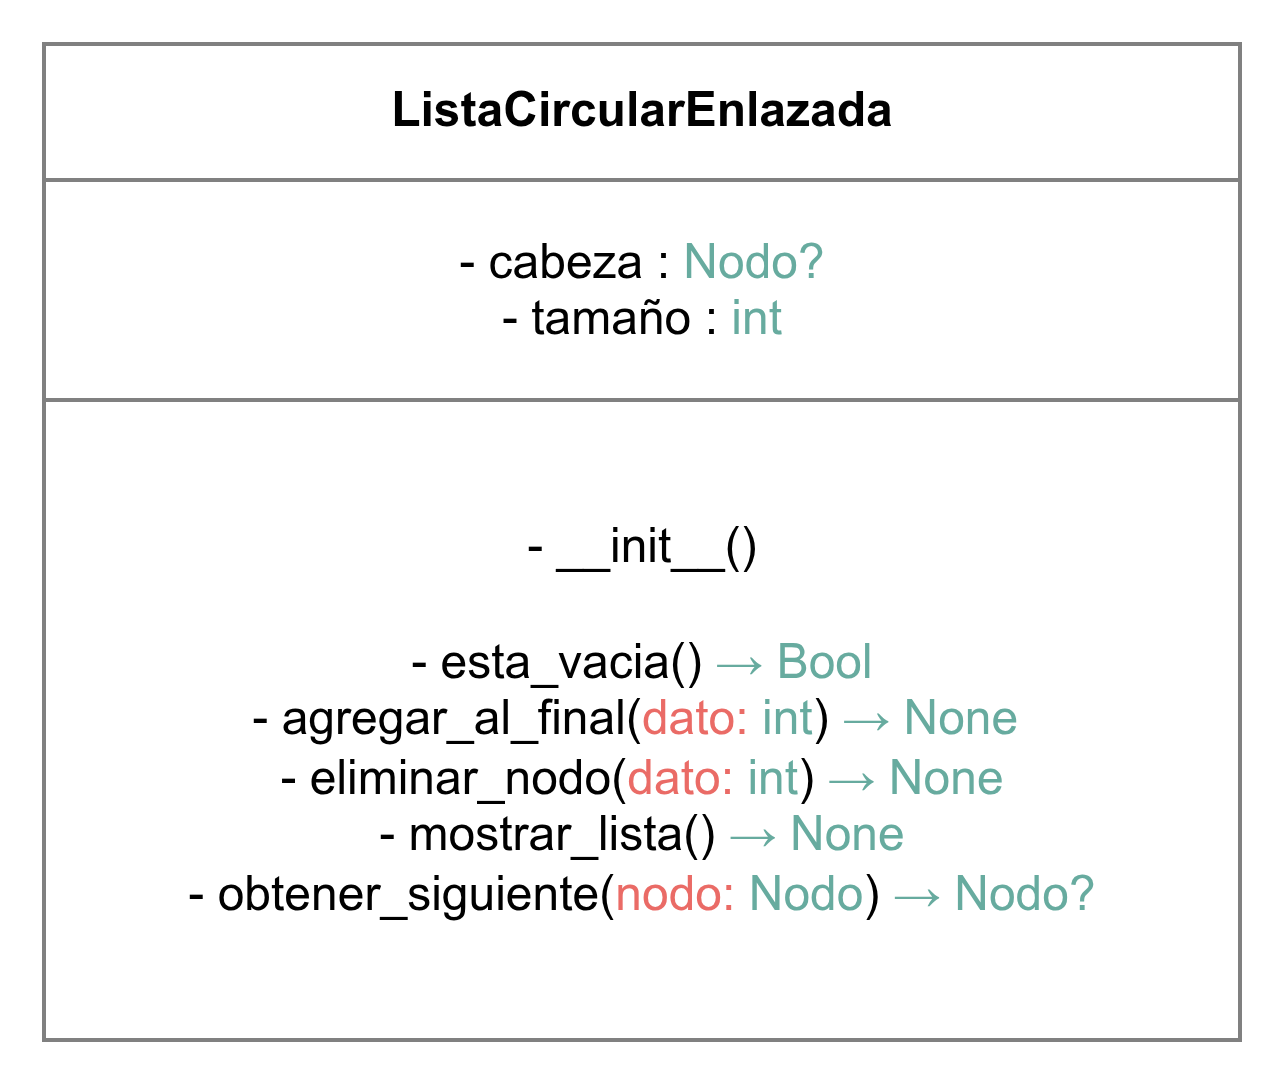 ListaCircularEnlazada
- cabeza : Nodo?
- tamaño : int
- __init__()
- esta_vacia() → Bool
- agregar_al_final(dato: int) → None
- eliminar_nodo(dato: int) → None
- mostrar_lista() → None
- obtener_siguiente(nodo: Nodo) → Nodo?